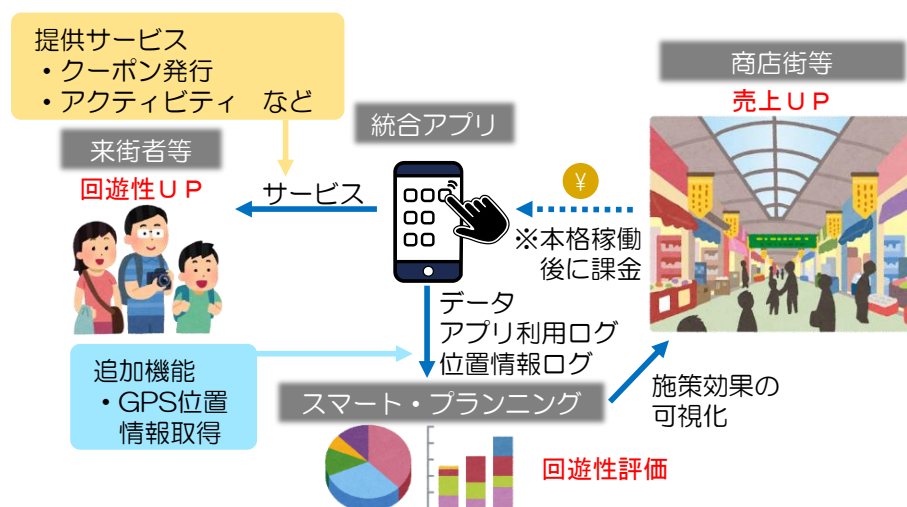 提供サービス
・クーポン発行
・アクティビティ　など
来街者等
回遊性ＵＰ
サービス
統合アプリ
商店街等
売上ＵＰ
¥
※本格稼働
後に課金
データ
アプリ利用ログ
位置情報ログ
追加機能
・GPS位置
情報取得
スマート・プランニング
回遊性評価
施策効果の
可視化